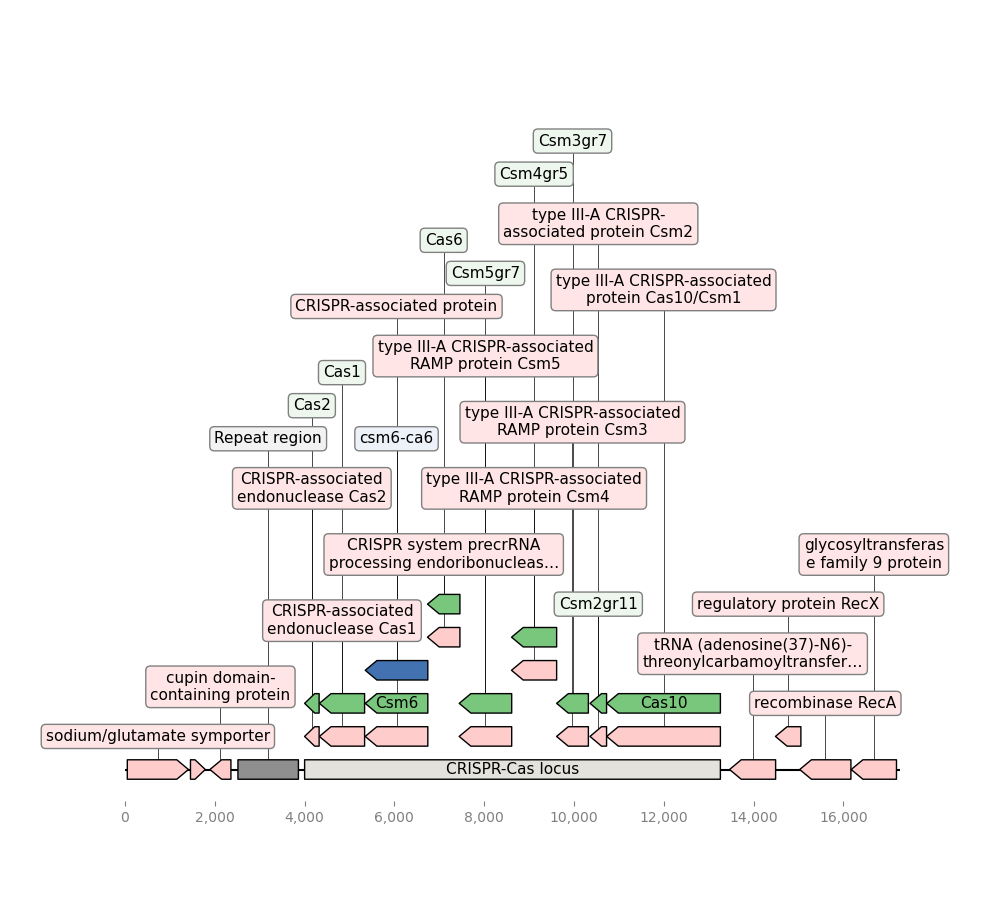 Csm3gr7
Csm4gr5
type III-A CRISPR-
associated protein Csm2
Cas6
Csm5gr7
type III-A CRISPR-associated
protein Cas10/Csm1
CRISPR-associated protein
type III-A CRISPR-associated
RAMP protein Csm5
Cas1
Cas2
type III-A CRISPR-associated
RAMP protein Csm3
Repeat region
csm6-ca6
CRISPR-associated
endonuclease Cas2
type III-A CRISPR-associated
RAMP protein Csm4
CRISPR system precrRNA
processing endoribonucleas…
glycosyltransferas
e family 9 protein
CRISPR-associated
endonuclease Cas1
Csm2gr11
regulatory protein RecX
tRNA (adenosine(37)-N6)-
threonylcarbamoyltransfer…
cupin domain-
containing protein
Csm6
Cas10
recombinase RecA
sodium/glutamate symporter
CRISPR-Cas locus
0
2,000
4,000
6,000
8,000
10,000
12,000
14,000
16,000